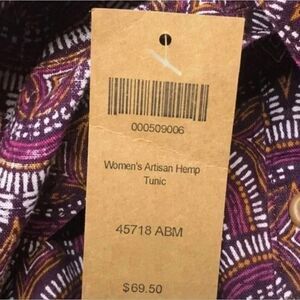 000509006
Women's Artisan Hemp
Tunic
45718 ABM
$69.50